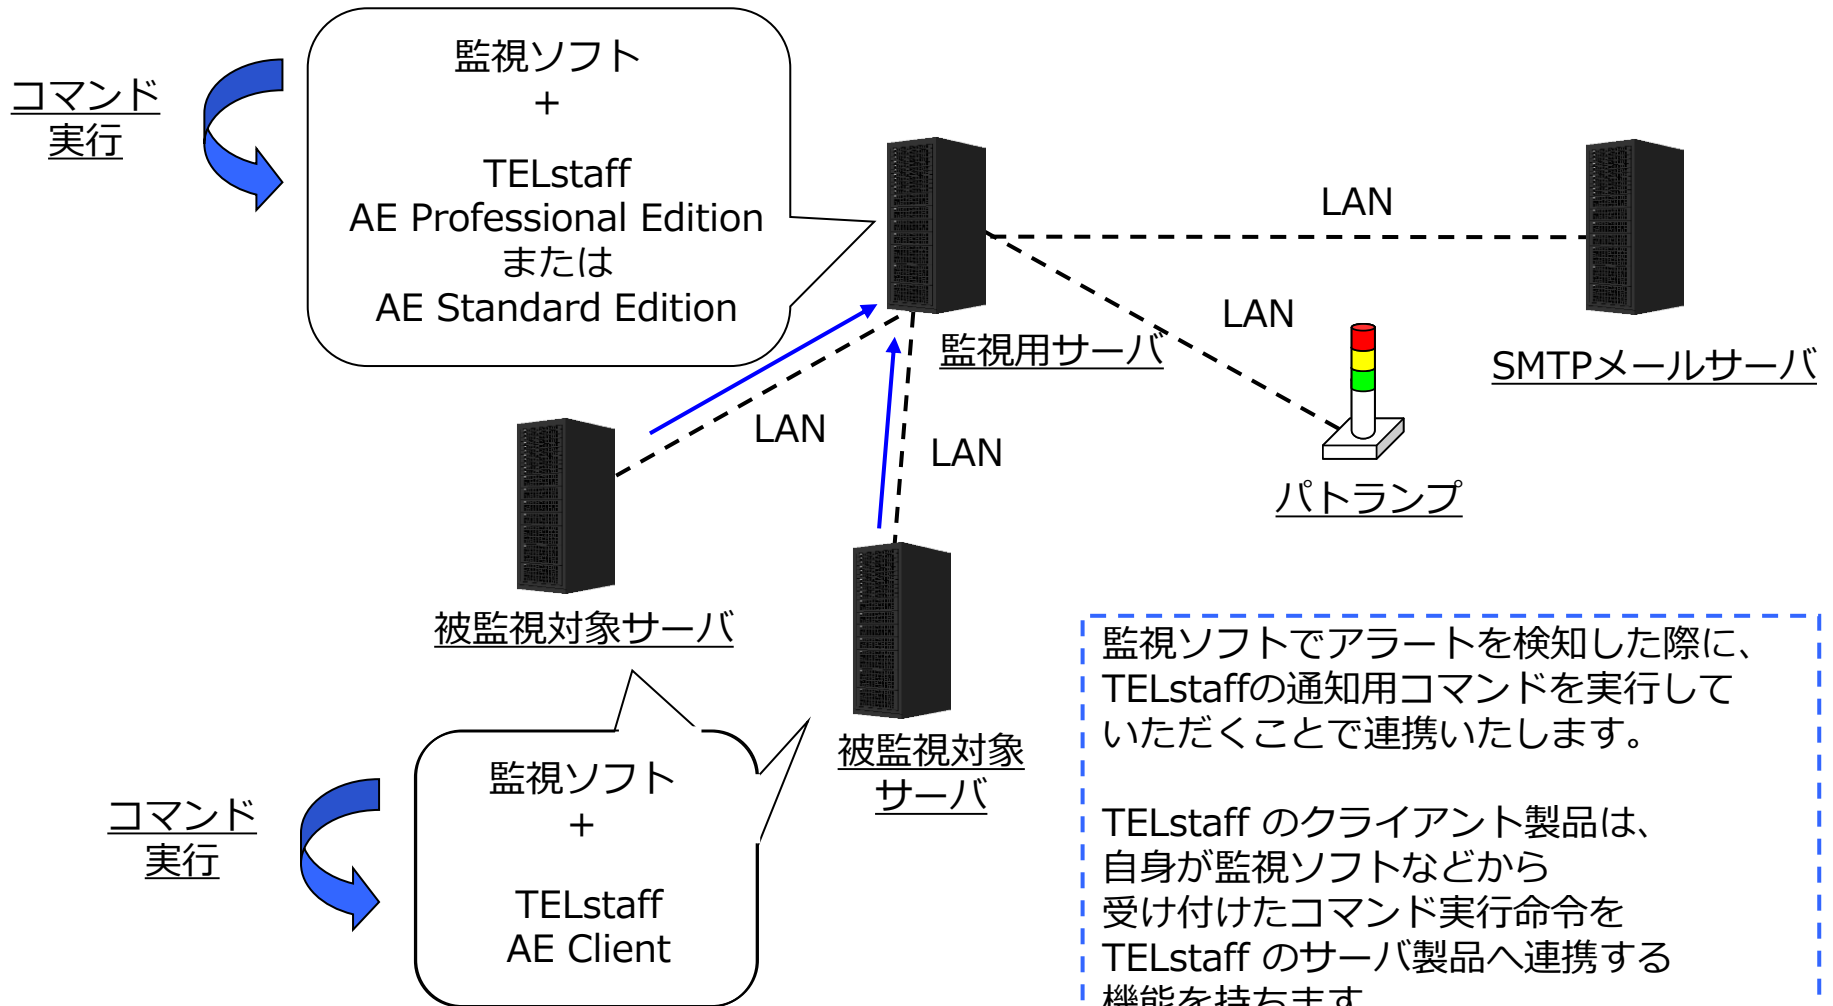 監視ソフト
+
TELstaff
AE Professional Edition
または
AE Standard Edition
コマンド
実行
LAN
LAN
監視用サーバ
SMTPメールサーバ
LAN
LAN
パトランプ
被監視対象サーバ
被監視対象
サーバ
監視ソフト
+
TELstaff
AE Client
コマンド
実行
監視ソフトでアラートを検知した際に、
TELstaffの通知用コマンドを実行して
いただくことで連携いたします。
TELstaff のクライアント製品は、
自身が監視ソフトなどから
受け付けたコマンド実行命令を
TELstaff のサーバ製品へ連携する
機能を持ちます